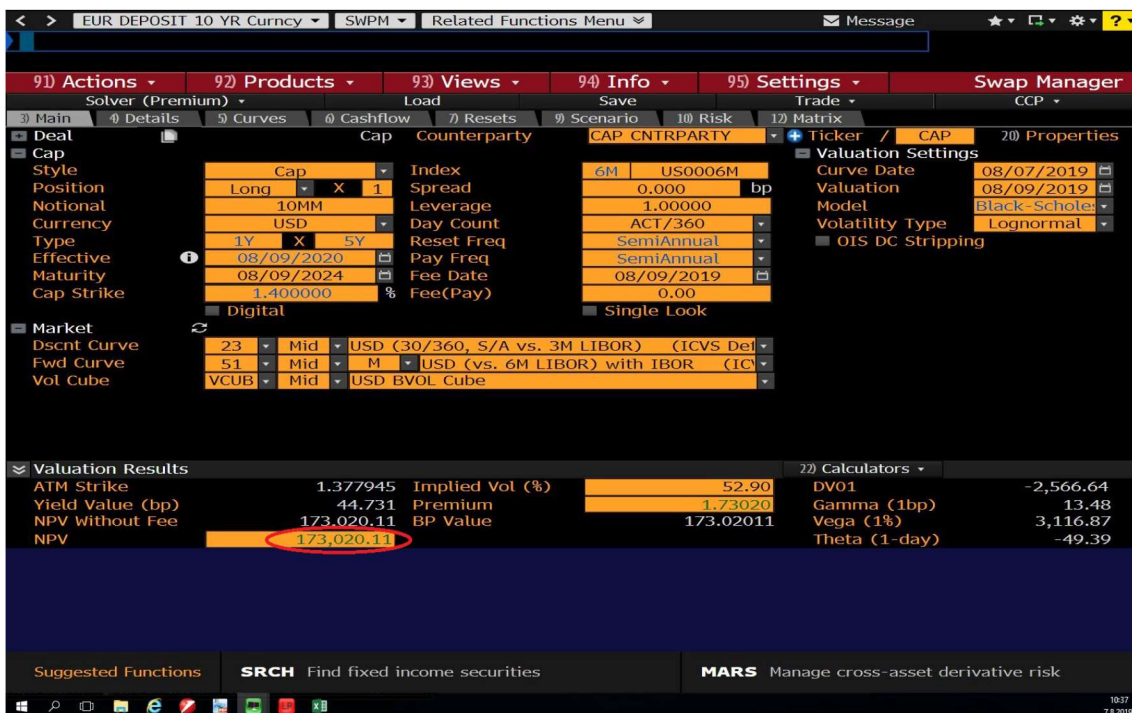 < > EUR DEPOSIT 10 YR Curncy SWPM Related Functions Menu Message ?
91) Actions 92) Products 93) Views 94) Info 95) Settings Swap Manager
Solver (Premium) Load Save Trade CCP
3) Main 4) Details 5) Curves 6) Cashflow 7) Resets 9) Scenario 10) Risk 12) Matrix
Deal Cap Counterparty CAP CNTRPARTY Ticker / CAP 20) Properties
Cap Valuation Settings
Style Cap Index 6M US0006M Curve Date 08/07/2019
Position Long X 1 Spread 0.000 bp Valuation 08/09/2019
Notional 10MM Leverage 1.00000 Model Black-Scholes
Currency USD Day Count ACT/360 Volatility Type Lognormal
Type 1Y X 5Y Reset Freq SemiAnnual OIS DC Stripping
Effective 08/09/2020 Pay Freq SemiAnnual
Maturity 08/09/2024 Fee Date 08/09/2019
Cap Strike 1.400000 % Fee(Pay) 0.00
Digital Single Look
Market
Dscnt Curve 23 Mid USD (30/360, S/A vs. 3M LIBOR) (ICVS Def
Fwd Curve 51 Mid M USD (vs. 6M LIBOR) with IBOR (IC
Vol Cube VCUB Mid USD BVOL Cube
Valuation Results 22) Calculators
ATM Strike 1.377945 Implied Vol (%) 52.90 DV01 -2,566.64
Yield Value (bp) 44.731 Premium 1.73020 Gamma (1bp) 13.48
NPV Without Fee 173,020.11 BP Value 173.02011 Vega (1%) 3,116.87
NPV 173,020.11 Theta (1-day) -49.39
Suggested Functions SRCH Find fixed income securities MARS Manage cross-asset derivative risk
10:37
7.8.2019